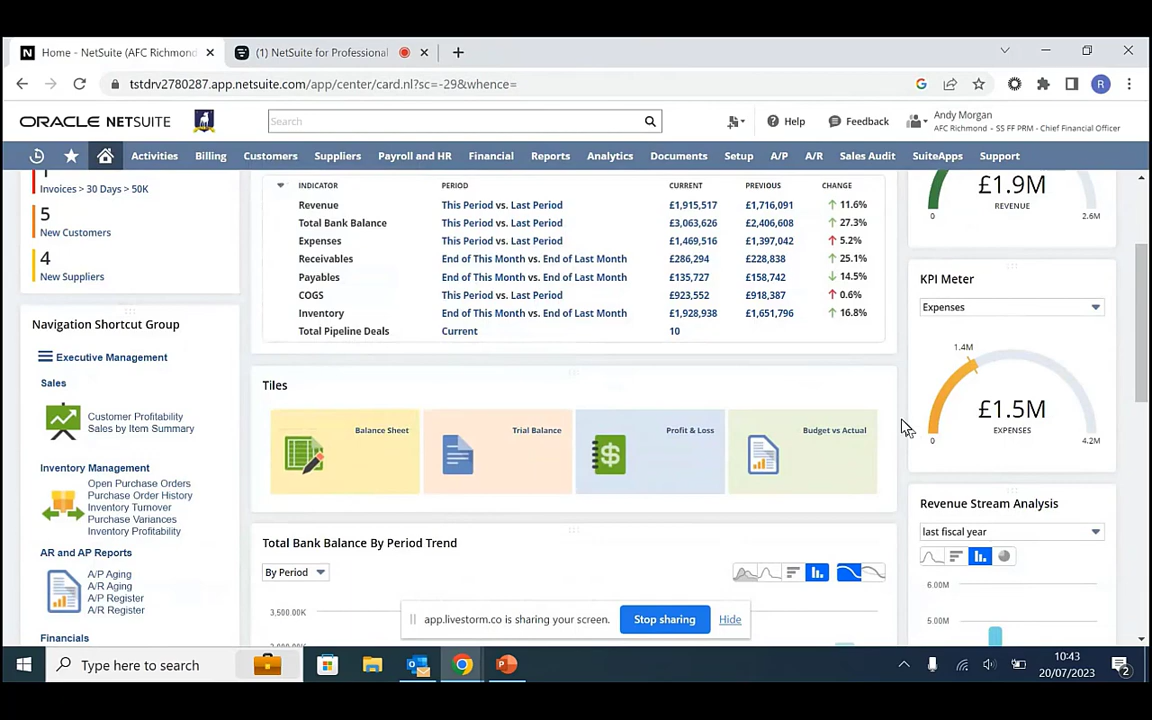 Home - NetSuite (AFC Richmond
(1) NetSuite for Professional
tstdrv2780287.app.netsuite.com/app/center/card.nl?sc=-29&whence=
R
ORACLE NETSUITE
Search
Help
Feedback
Andy Morgan
AFC Richmond – SS FF PRM - Chief Financial Officer
Activities Billing Customers Suppliers Payroll and HR Financial Reports Analytics Documents Setup A/P A/R Sales Audit SuiteApps Support
Invoices > 30 Days > 50K
5
New Customers
4
New Suppliers
Navigation Shortcut Group
Executive Management
Sales
Customer Profitability
Sales by Item Summary
Inventory Management
Open Purchase Orders
Purchase Order History
Inventory Turnover
Purchase Variances
Inventory Profitability
AR and AP Reports
A/P Aging
A/R Aging
A/P Register
A/R Register
Financials
INDICATOR PERIOD CURRENT PREVIOUS CHANGE
Revenue This Period vs. Last Period £1,915,517 £1,716,091 ↑ 11.6%
Total Bank Balance This Period vs. Last Period £3,063,626 £2,406,608 ↑ 27.3%
Expenses This Period vs. Last Period £1,469,516 £1,397,042 ↑ 5.2%
Receivables End of This Month vs. End of Last Month £286,294 £228,838 ↑ 25.1%
Payables End of This Month vs. End of Last Month £135,727 £158,742 ↓ 14.5%
COGS This Period vs. Last Period £923,552 £918,387 ↑ 0.6%
Inventory End of This Month vs. End of Last Month £1,928,938 £1,651,796 ↑ 16.8%
Total Pipeline Deals Current 10
Tiles
Balance Sheet
Trial Balance
Profit & Loss
Budget vs Actual
Total Bank Balance By Period Trend
By Period
3,500.00K
£1.9M
REVENUE
0
2.6M
KPI Meter
Expenses
1.4M
£1.5M
EXPENSES
0
4.2M
Revenue Stream Analysis
last fiscal year
6.00M
5.00M
app.livestorm.co is sharing your screen.
Stop sharing
Hide
Type here to search
10:43
20/07/2023
2